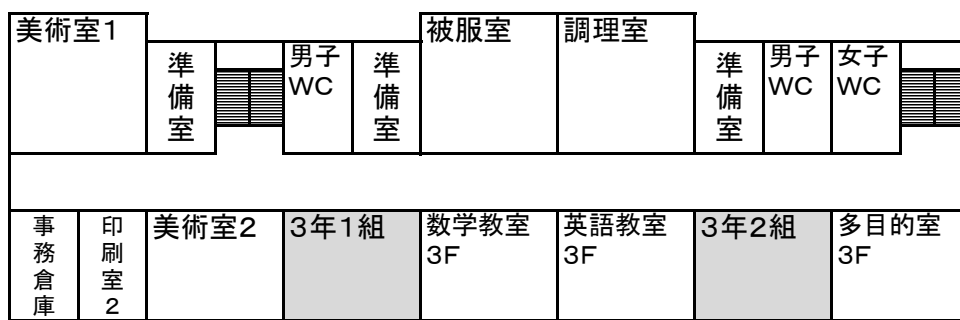 美術室1
準備室
男子
WC
準備室
被服室
調理室
準備室
男子
WC
女子
WC
事務倉庫
印刷室2
美術室2
3年1組
数学教室
3F
英語教室
3F
3年2組
多目的室
3F